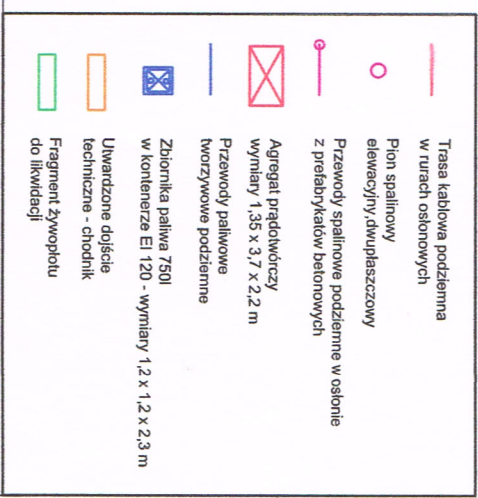 Trasa kablowa podziemna
w rurach osłonowych
Pion spalinowy
elewacyjny,dwupłaszczowy
Przewody spalinowe podziemne w osłonie
z prefabrykatów betonowych
Agregat prądotwórczy
wymiary 1,35 x 3,7 x 2,2 m
Przewody paliwowe
tworzywowe podziemne
Zbiornika paliwa 750l
w kontenerze EI 120 - wymiary 1,2 x 1,2 x 2,3 m
Utwardzone dojście
techniczne - chodnik
Fragment żywopłotu
do likwidacji